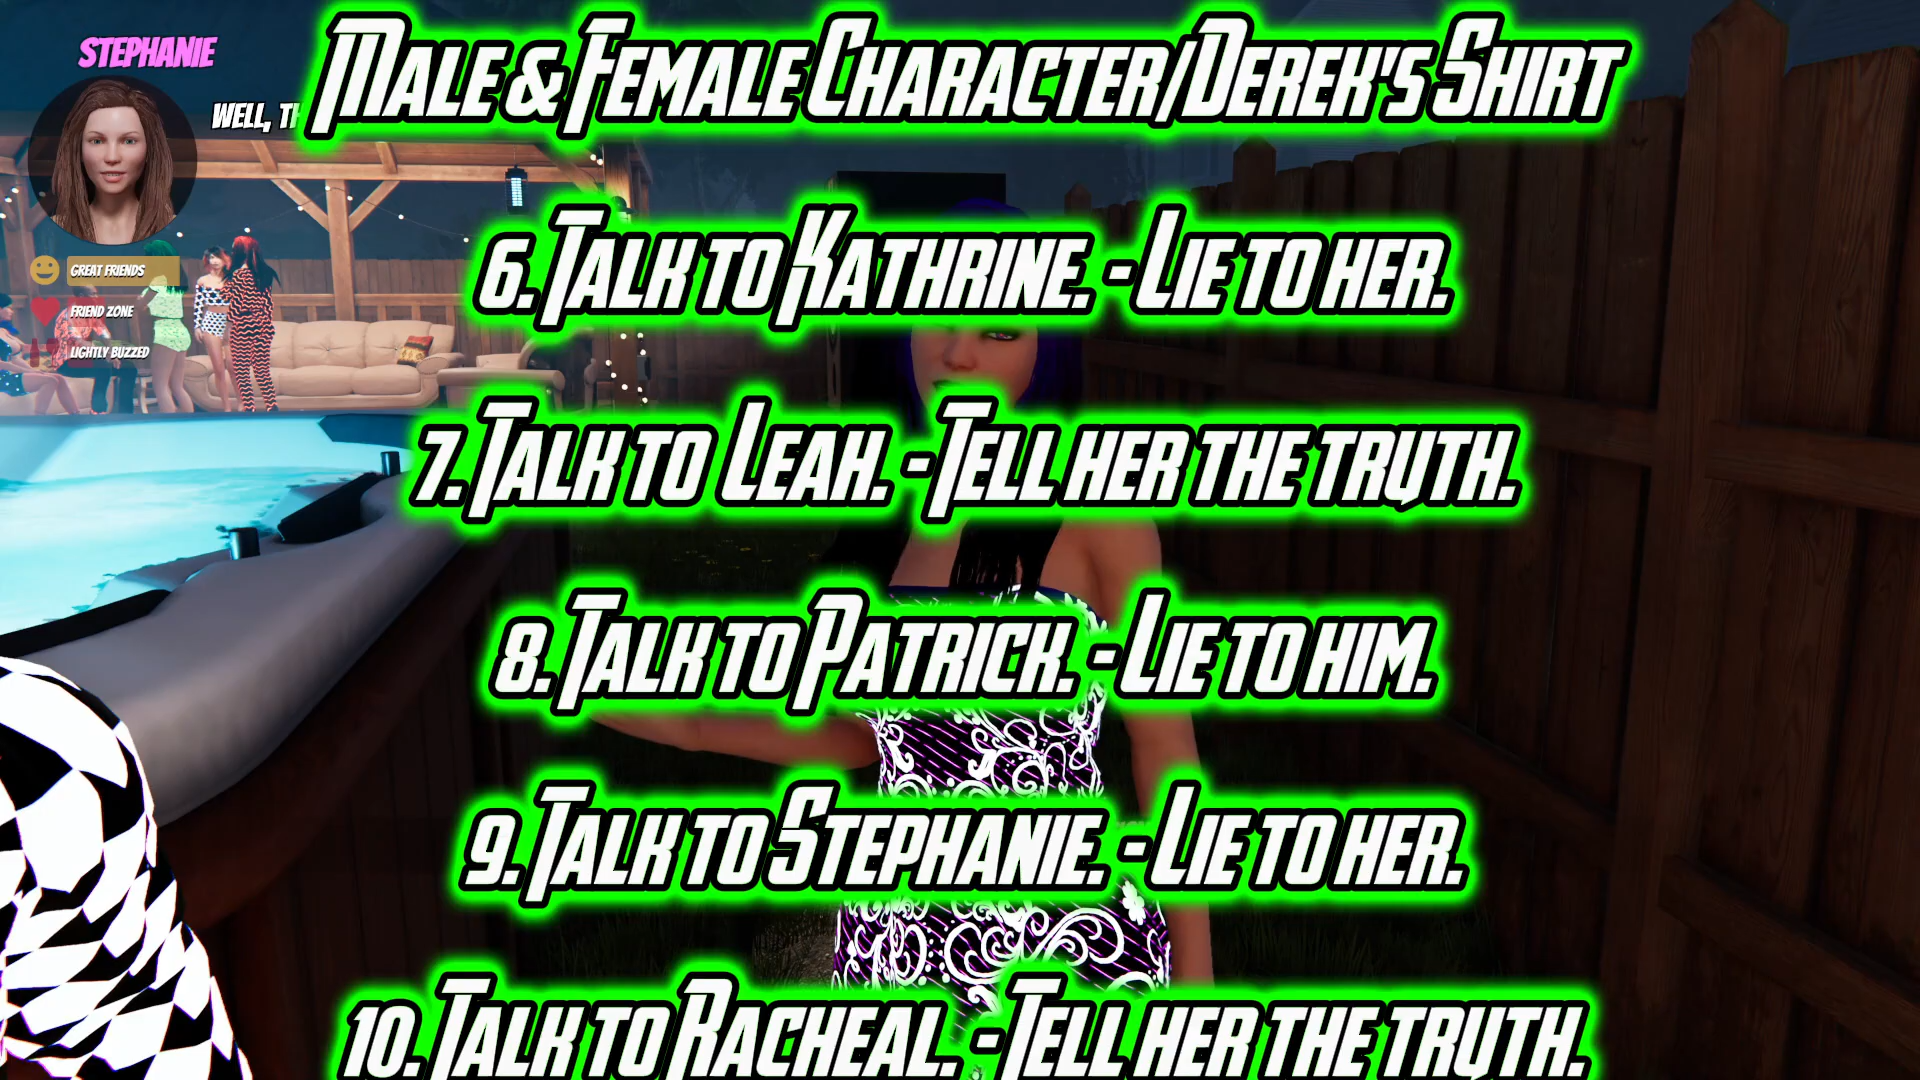 MALE & FEMALE CHARACTER/DEREK'S SHIRT
STEPHANIE
WELL,
GREAT FRIENDS
FRIEND ZONE
LIGHTLY BUZZED
6. TALK TO KATHRINE. - LIE TO HER.
7. TALK TO LEAH. - TELL HER THE TRUTH.
8. TALK TO PATRICK. - LIE TO HIM.
9. TALK TO STEPHANIE. - LIE TO HER.
10. TALK TO RACHEAL. - TELL HER THE TRUTH.